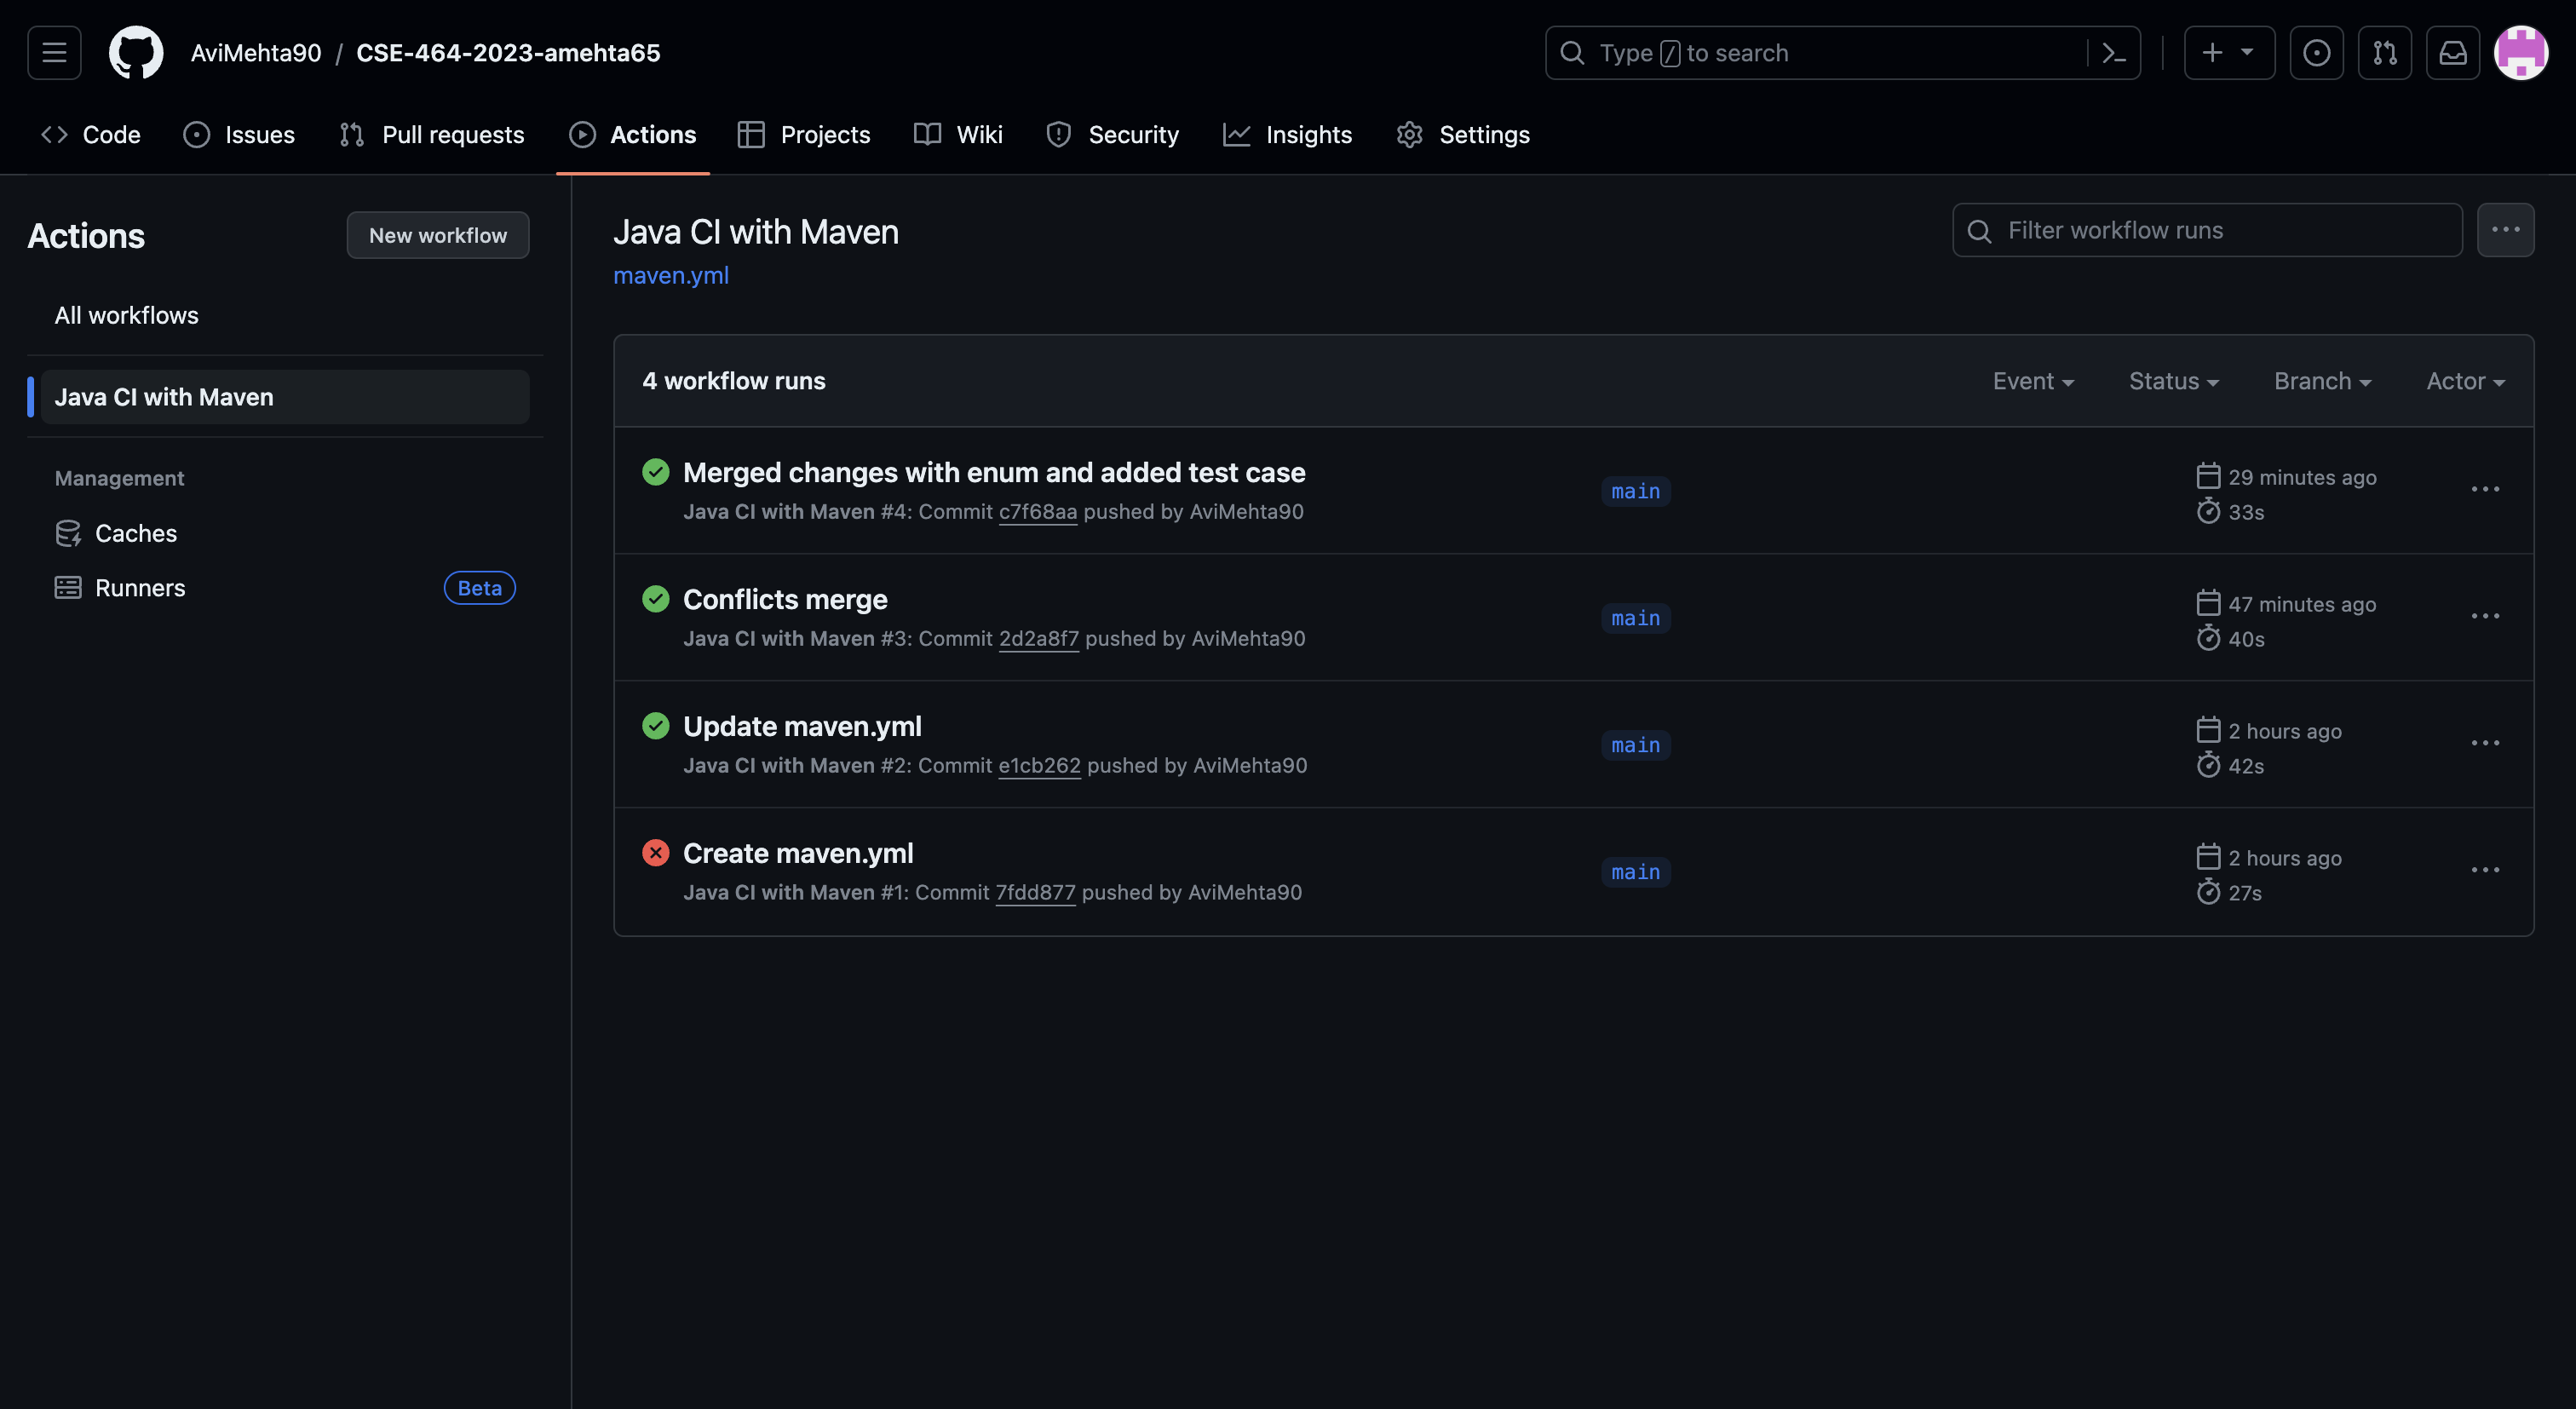 AviMehta90 / CSE-464-2023-amehta65
Type / to search
Code Issues Pull requests Actions Projects Wiki Security Insights Settings
Actions
New workflow
All workflows
Java CI with Maven
Management
Caches
Runners Beta
Java CI with Maven
maven.yml
Filter workflow runs
4 workflow runs Event Status Branch Actor
Merged changes with enum and added test case
Java CI with Maven #4: Commit c7f68aa pushed by AviMehta90
main
29 minutes ago
33s
Conflicts merge
Java CI with Maven #3: Commit 2d2a8f7 pushed by AviMehta90
main
47 minutes ago
40s
Update maven.yml
Java CI with Maven #2: Commit e1cb262 pushed by AviMehta90
main
2 hours ago
42s
Create maven.yml
Java CI with Maven #1: Commit 7fdd877 pushed by AviMehta90
main
2 hours ago
27s